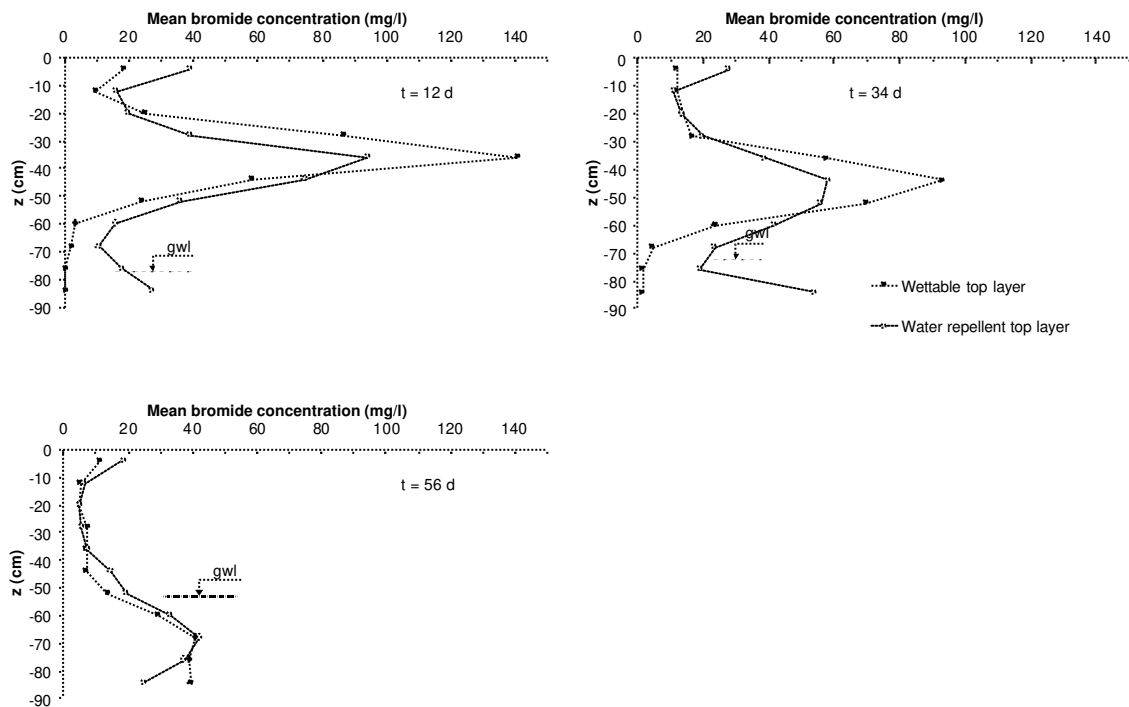 Mean bromide concentration (mg/l)
0 20 40 60 80 100 120 140
0
-10
-20
-30
-40
-50
-60
-70
-80
-90
z (cm)
t = 12 d
gwl
Mean bromide concentration (mg/l)
0 20 40 60 80 100 120 140
0
-10
-20
-30
-40
-50
-60
-70
-80
-90
z (cm)
t = 34 d
gwl
Wettable top layer
Water repellent top layer
Mean bromide concentration (mg/l)
0 20 40 60 80 100 120 140
0
-10
-20
-30
-40
-50
-60
-70
-80
-90
z (cm)
t = 56 d
gwl